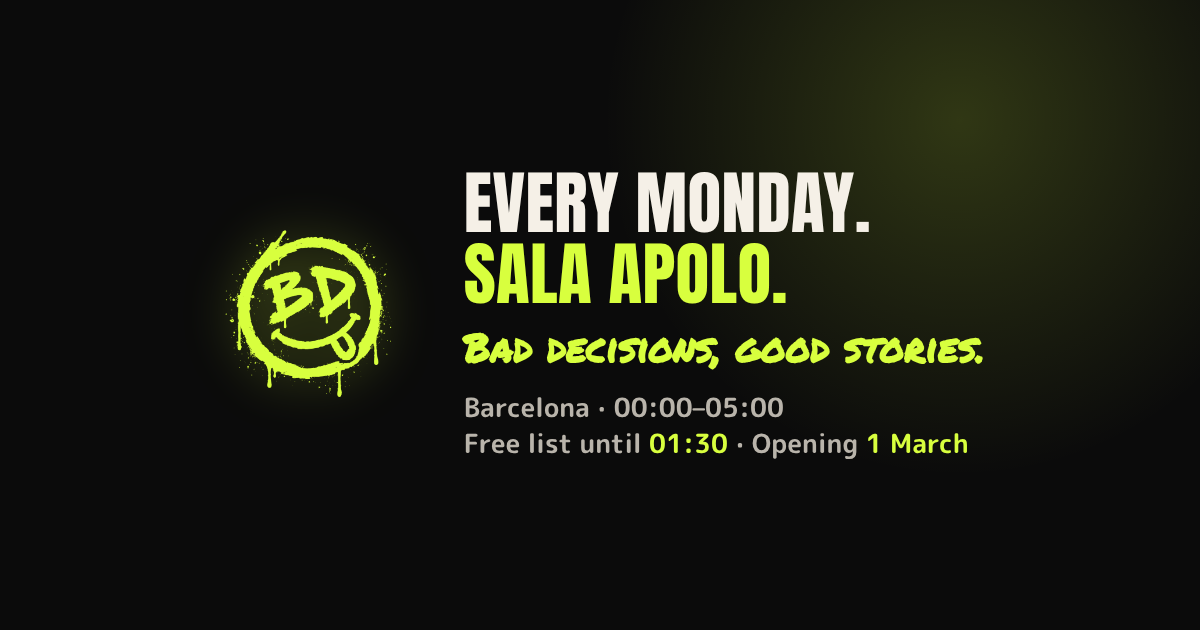 BD
EVERY MONDAY.
SALA APOLO.
BAD DECISIONS, GOOD STORIES.
Barcelona · 00:00–05:00
Free list until 01:30 · Opening 1 March